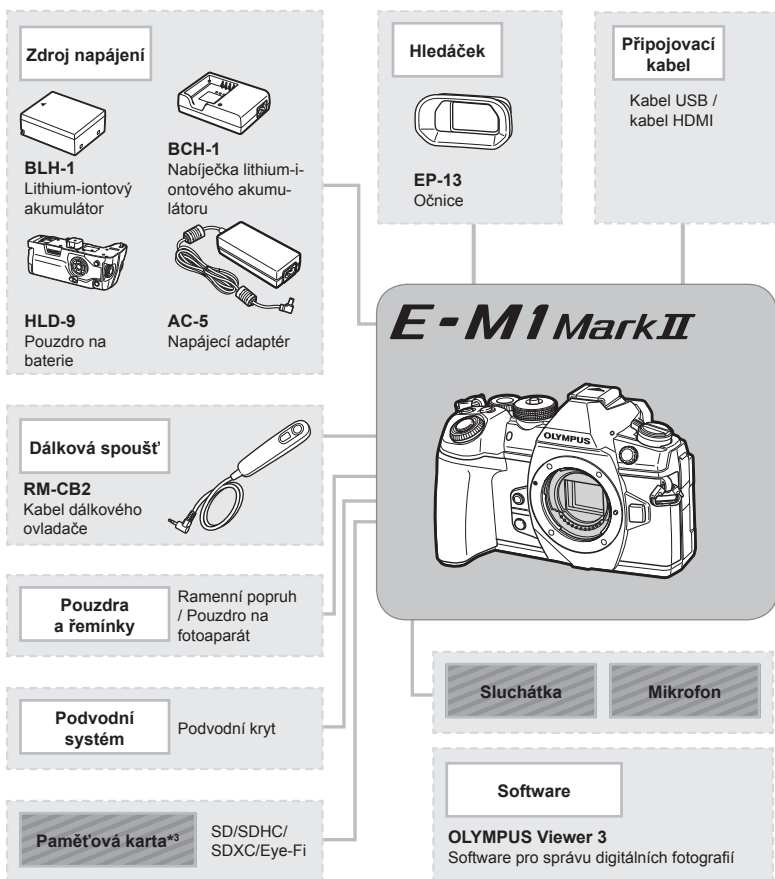 Zdroj napájení
BLH-1
Lithium-iontový
akumulátor
BCH-1
Nabíječka lithium-i-
ontového akumu-
látoru
HLD-9
Pouzdro na
baterie
AC-5
Napájecí adaptér
Hledáček
EP-13
Očnice
Připojovací
kabel
Kabel USB /
kabel HDMI
E-M1 Mark II
OLYMPUS
Dálková spoušť
RM-CB2
Kabel dálkového
ovladače
Pouzdra
a řemínky
Ramenní popruh
/ Pouzdro na
fotoaparát
Podvodní
systém
Podvodní kryt
Paměťová karta*3
SD/SDHC/
SDXC/Eye-Fi
Sluchátka
Mikrofon
Software
OLYMPUS Viewer 3
Software pro správu digitálních fotografií